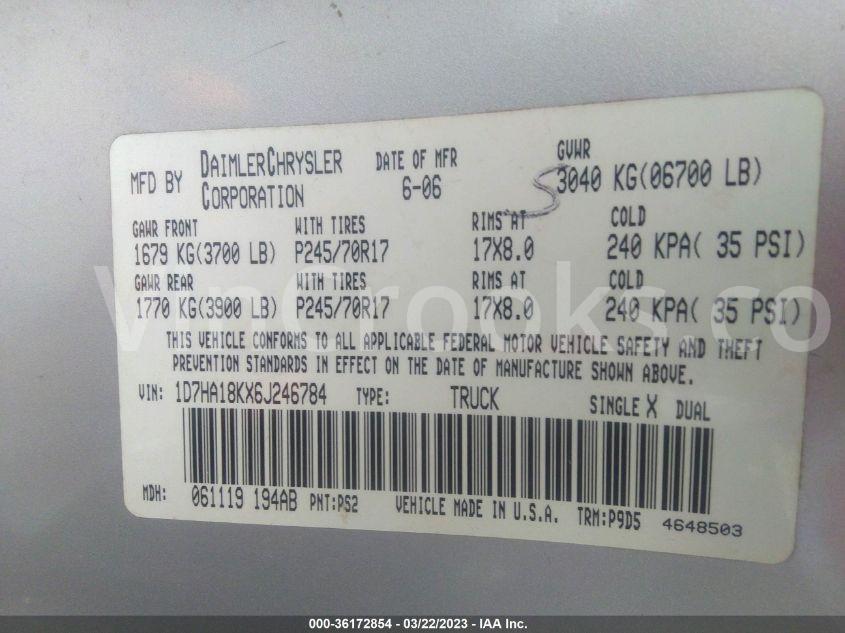 MFD BY DAIMLERCHRYSLER CORPORATION DATE OF MFR 6-06 GVWR 3040 KG(06700 LB)
GAWR FRONT WITH TIRES RIMS AT COLD
1679 KG(3700 LB) P245/70R17 17X8.0 240 KPA( 35 PSI)
GAWR REAR WITH TIRES RIMS AT COLD
1770 KG(3900 LB) P245/70R17 17X8.0 240 KPA( 35 PSI)
THIS VEHICLE CONFORMS TO ALL APPLICABLE FEDERAL MOTOR VEHICLE SAFETY AND THEFT
PREVENTION STANDARDS IN EFFECT ON THE DATE OF MANUFACTURE SHOWN ABOVE.
VIN: 1D7HA18KX6J246784 TYPE: TRUCK SINGLE X DUAL
MDH: 061119 194AB PNT:PS2 VEHICLE MADE IN U.S.A. TRM:P9D5 4648503
VinCrooks.co
000-36172854 - 03/22/2023 - IAA Inc.